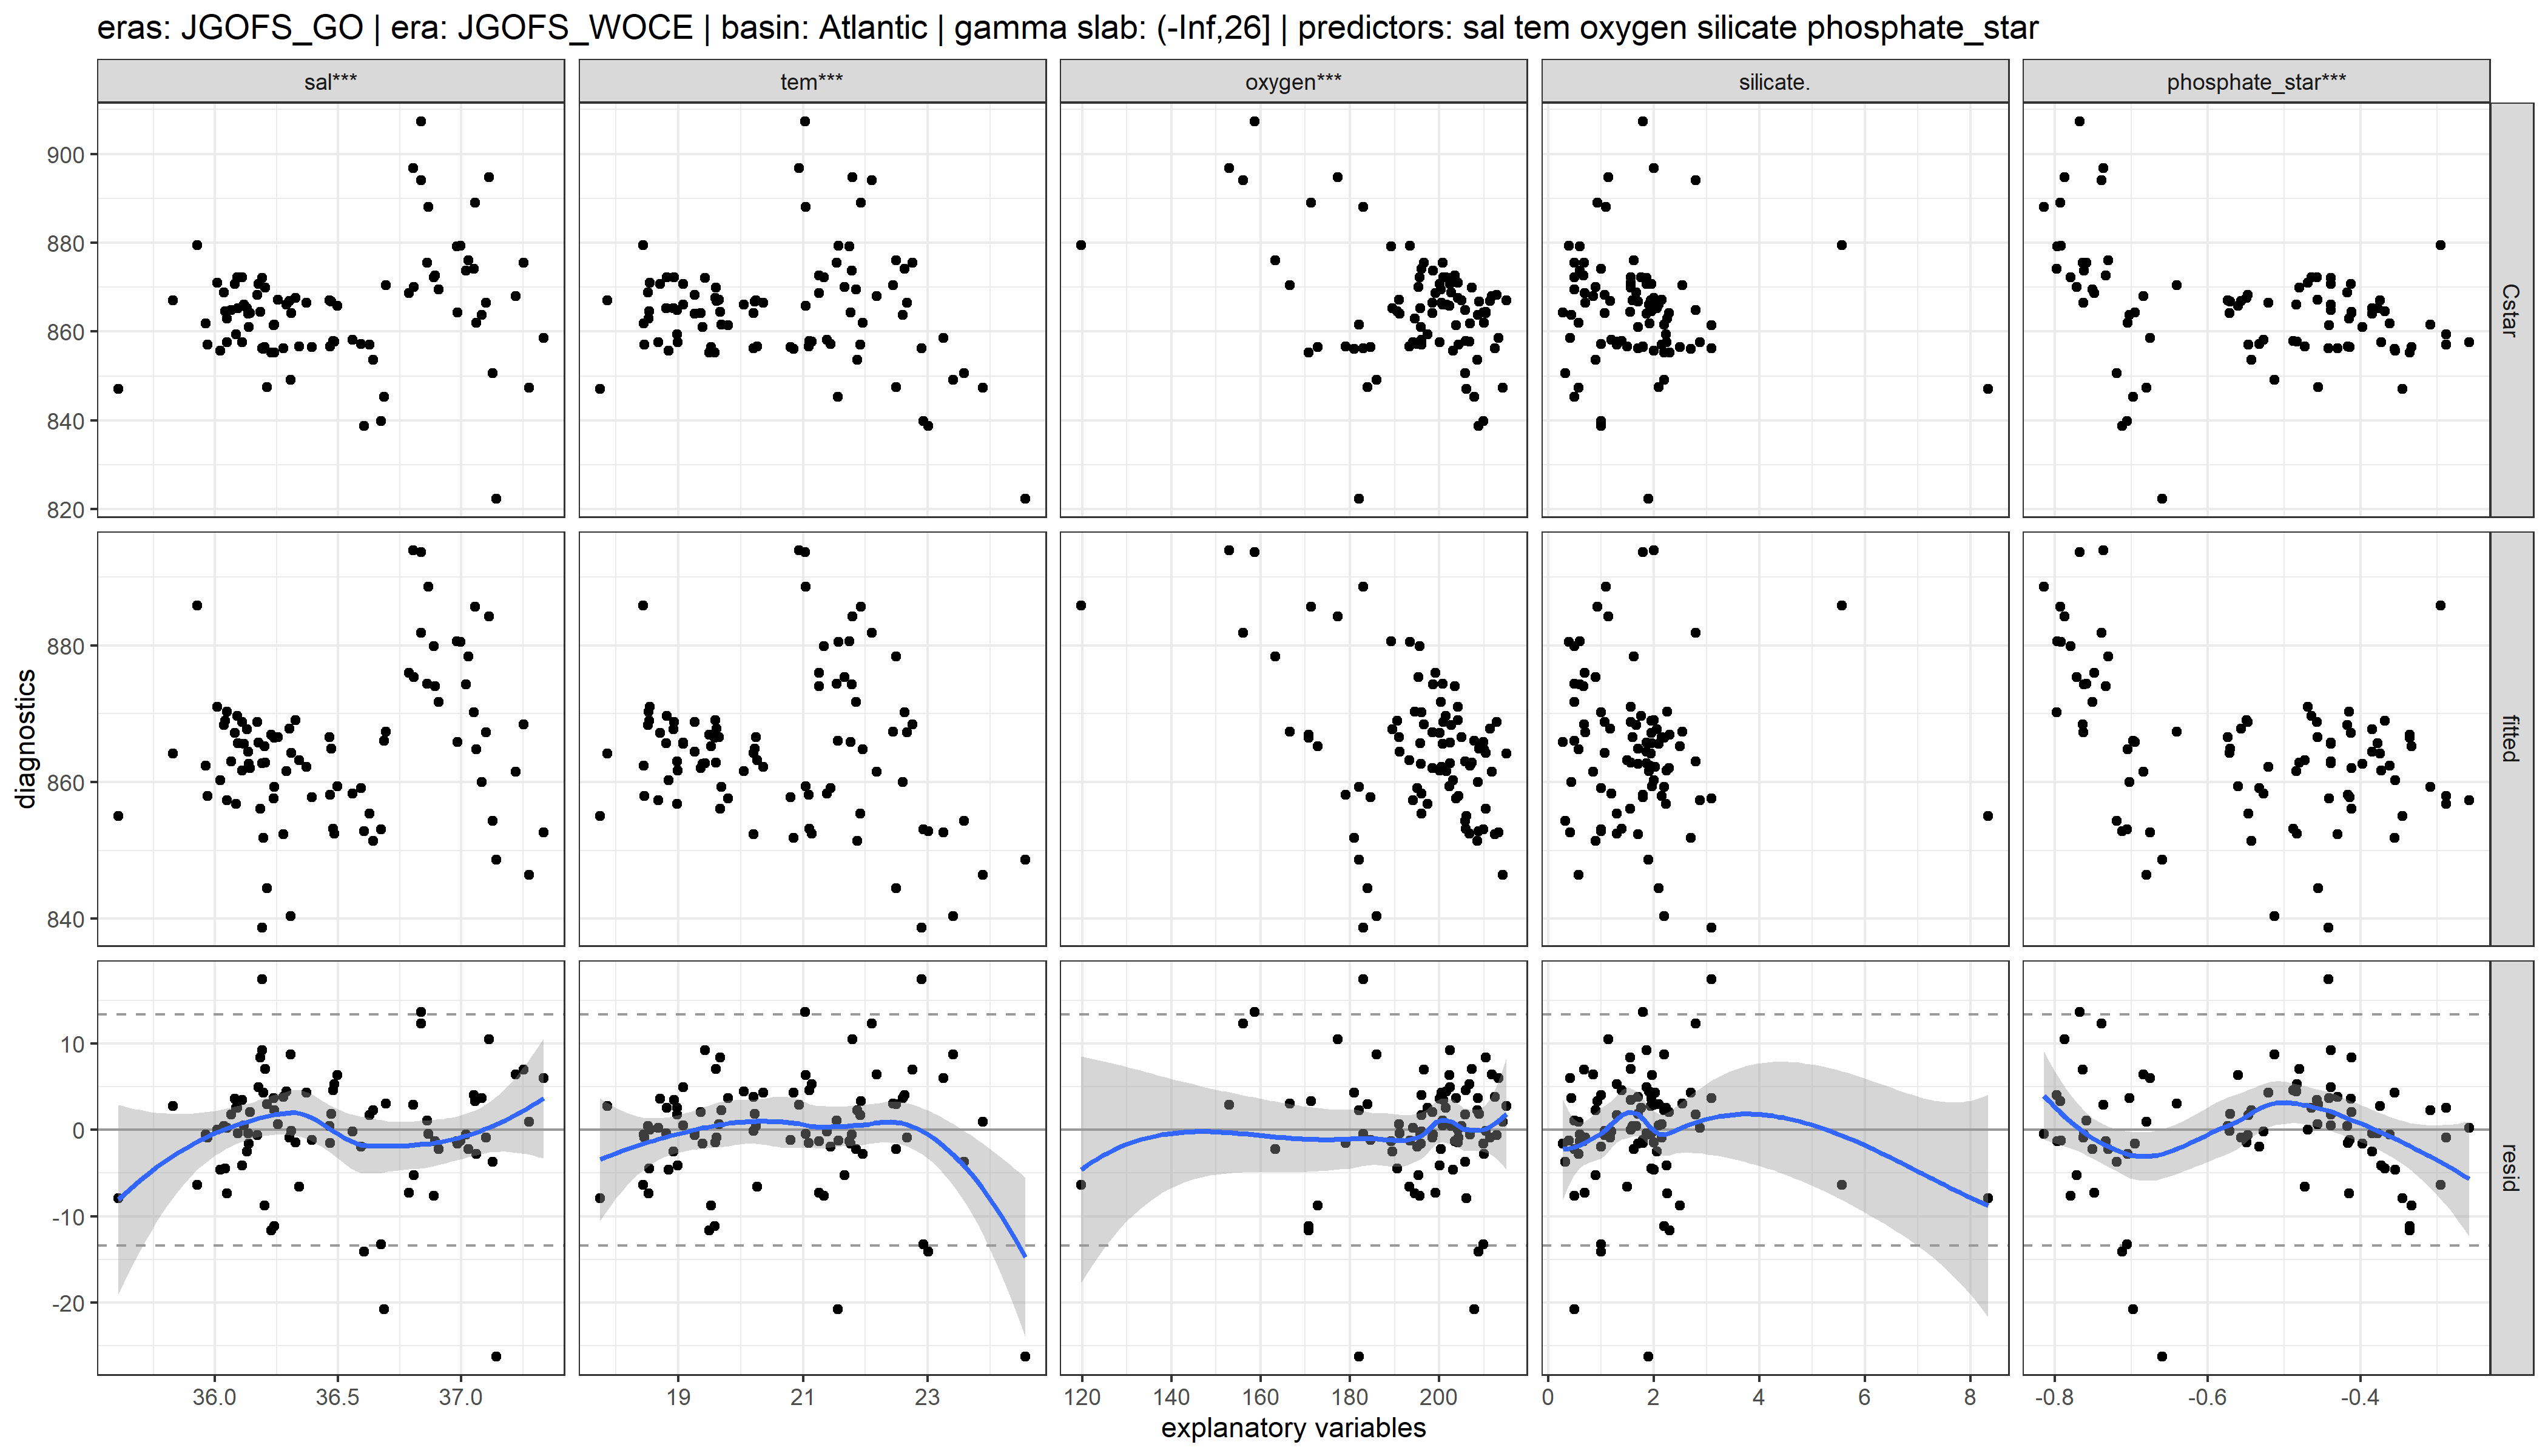 eras: JGOFS_GO | era: JGOFS_WOCE | basin: Atlantic | gamma slab: (-Inf,26] | predictors: sal tem oxygen silicate phosphate_star
sal*** tem*** oxygen*** silicate. phosphate_star***
900
880
860
840
820
Cstar
880
860
840
fitted
diagnostics
10
0
-10
-20
resid
36.0 36.5 37.0 19 21 23 120 140 160 180 200 0 2 4 6 8 -0.8 -0.6 -0.4
explanatory variables